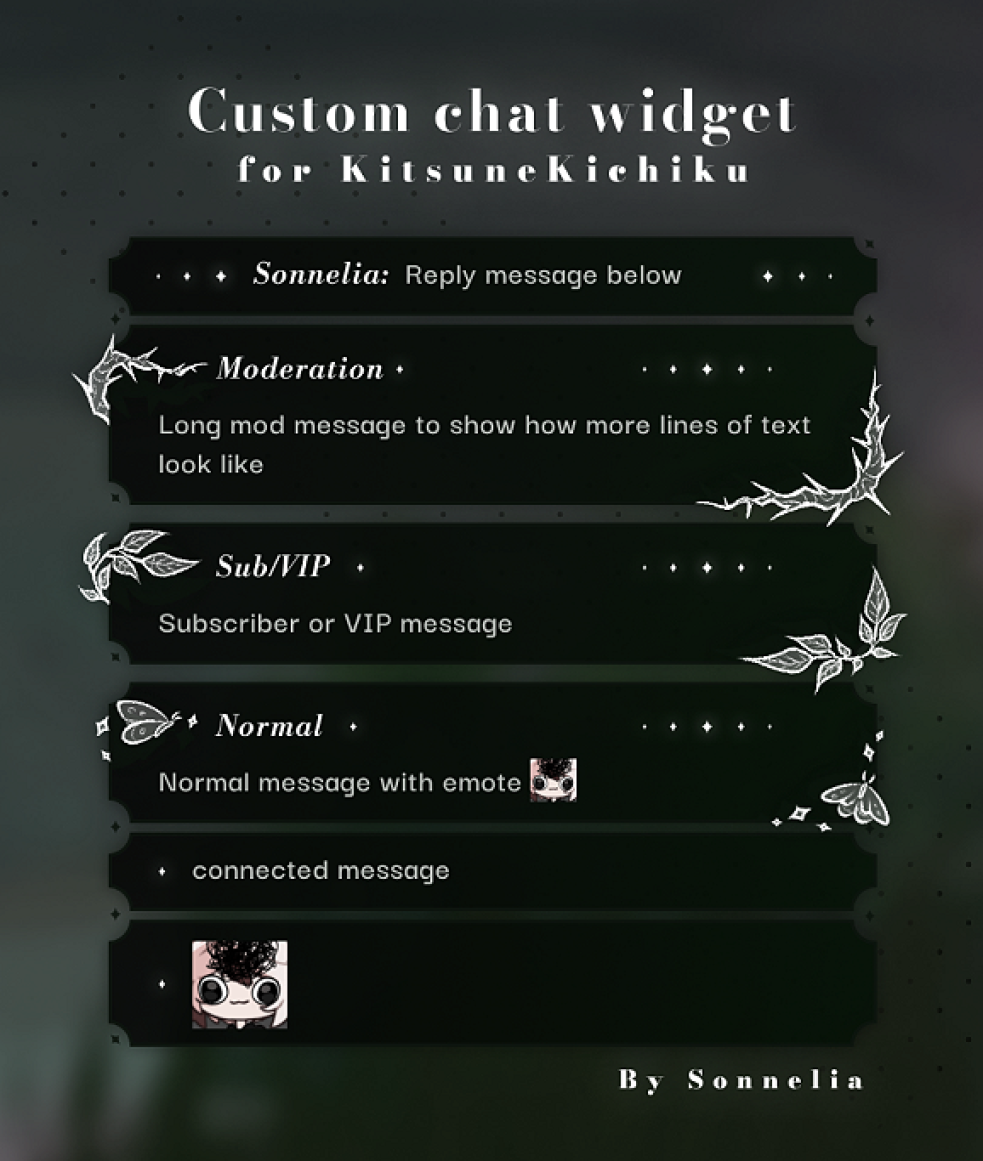 Custom chat widget
for KitsuneKichiku
Sonnelia: Reply message below
Moderation
Long mod message to show how more lines of text
look like
Sub/VIP
Subscriber or VIP message
Normal
Normal message with emote
connected message
By Sonnelia